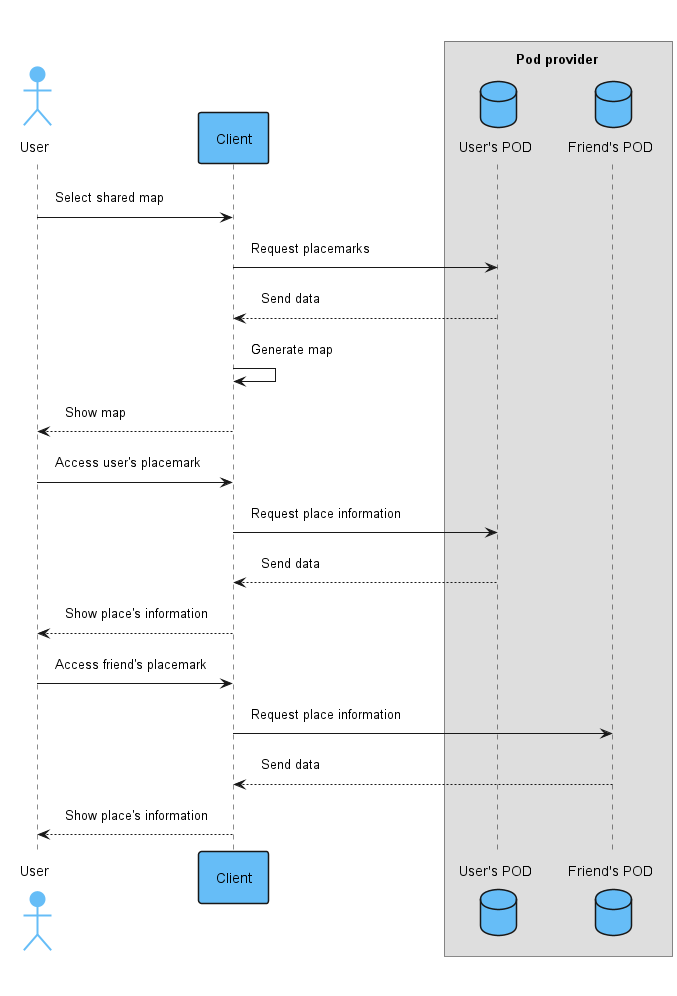 Pod provider
User
Client
User's POD
Friend's POD
Select shared map
Request placemarks
Send data
Generate map
Show map
Access user's placemark
Request place information
Send data
Show place's information
Access friend's placemark
Request place information
Send data
Show place's information
User
Client
User's POD
Friend's POD